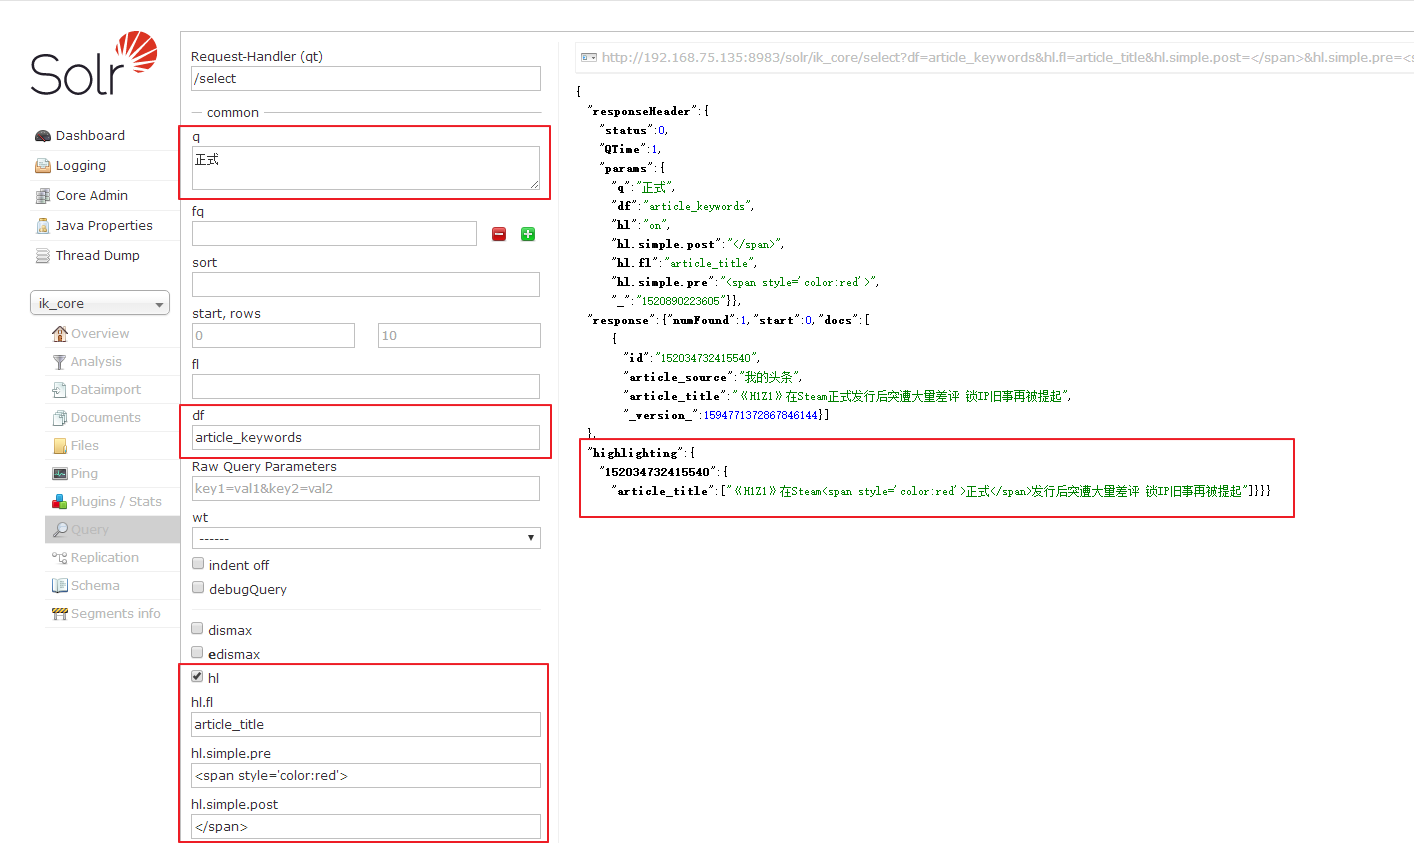 Solr
Dashboard
Logging
Core Admin
Java Properties
Thread Dump
ik_core
Overview
Analysis
Dataimport
Documents
Files
Ping
Plugins / Stats
Query
Replication
Schema
Segments info
Request-Handler (qt)
/select
common
q
正式
fq
sort
start, rows
0 10
fl
df
article_keywords
Raw Query Parameters
key1=val1&key2=val2
wt
------
indent off
debugQuery
dismax
edismax
hl
hl.fl
article_title
hl.simple.pre
<span style='color:red'>
hl.simple.post
</span>
http://192.168.75.135:8983/solr/ik_core/select?df=article_keywords&hl.fl=article_title&hl.simple.post=</span>&hl.simple.pre=<s
{
"responseHeader":{
"status":0,
"QTime":1,
"params":{
"q":"正式",
"df":"article_keywords",
"hl":"on",
"hl.simple.post":"</span>",
"hl.fl":"article_title",
"hl.simple.pre":"<span style='color:red'>",
"_":"1520890223605"}},
"response":{"numFound":1,"start":0,"docs":[
{
"id":"152034732415540",
"article_source":"我的头条",
"article_title":"《H1Z1》在Steam正式发行后突遭大量差评 锁IP旧事再被提起",
"_version_":1594771372867846144}]
},
"highlighting":{
"152034732415540":{
"article_title":["《H1Z1》在Steam<span style='color:red'>正式</span>发行后突遭大量差评 锁IP旧事再被提起"]}}}